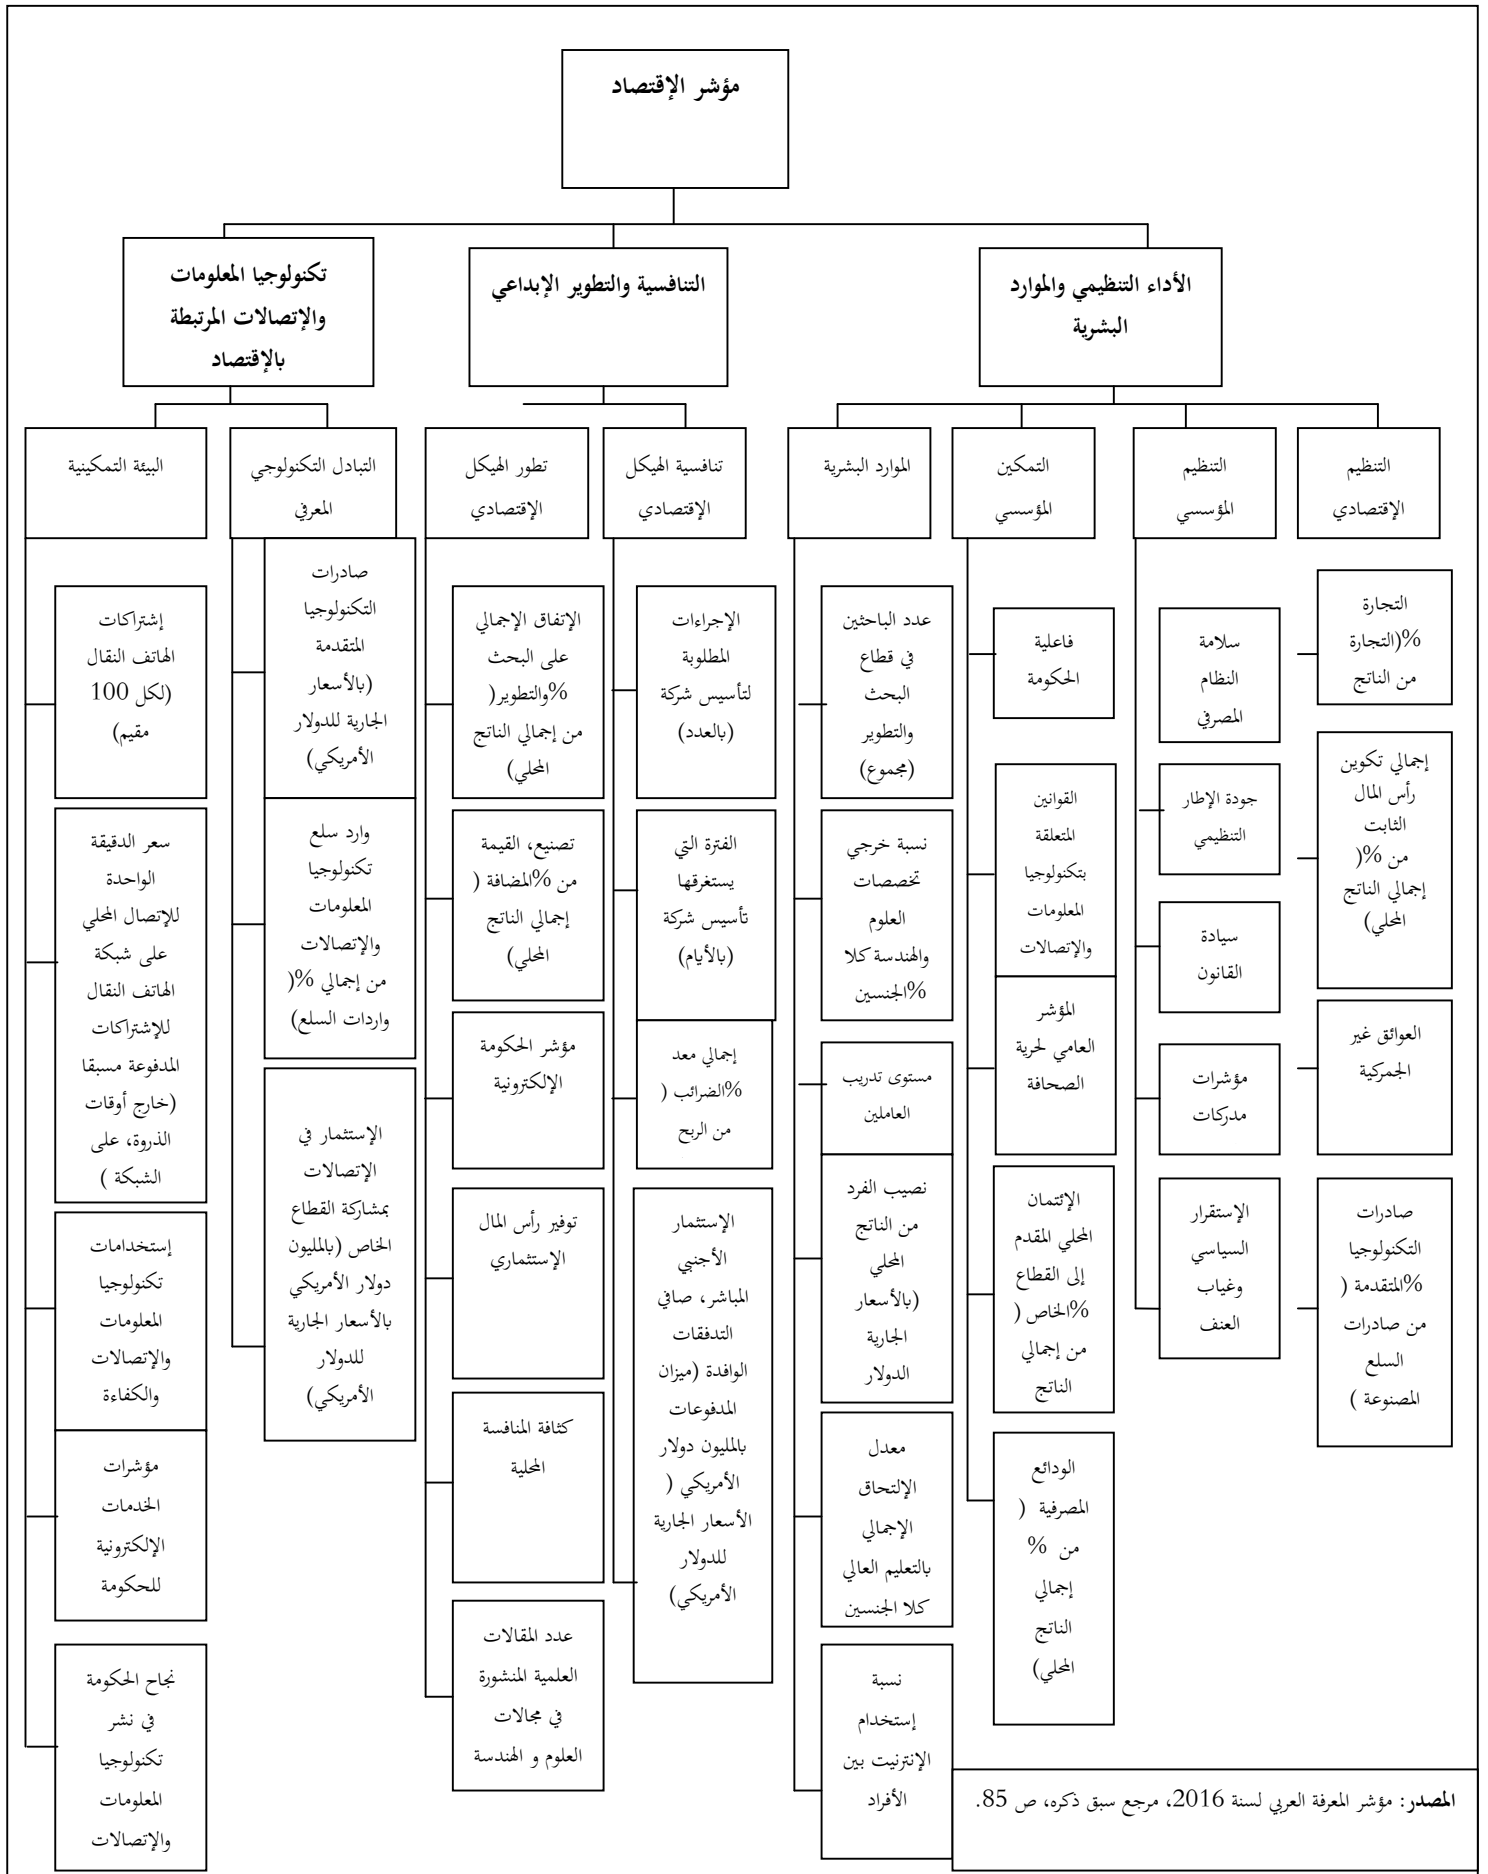 مؤشر الإقتصاد
الأداء التنظيمي والموارد
البشرية
التنافسية والتطوير الإبداعي
تكنولوجيا المعلومات
والإتصالات المرتبطة
بالإقتصاد
التنظيم
الإقتصادي
التنظيم
المؤسسي
التمكين
المؤسسي
الموارد البشرية
تنافسية الهيكل
الإقتصادي
تطور الهيكل
الإقتصادي
التبادل التكنولوجي
المعرفي
البيئة التمكينية
التجارة
%(التجارة
من الناتج
إجمالي تكوين
رأس المال
الثابت
من %(
إجمالي الناتج
المحلي)
العوائق غير
الجمركية
صادرات
التكنولوجيا
%المتقدمة (
من صادرات
السلع
المصنوعة )
سلامة
النظام
المصرفي
جودة الإطار
التنظيمي
سيادة
القانون
مؤشرات
مدركات
الإستقرار
السياسي
وغياب
العنف
فاعلية
الحكومة
القوانين
المتعلقة
بتكنولوجيا
المعلومات
والإتصالات
المؤشر
العامي لحرية
الصحافة
الإئتمان
المحلي المقدم
إلى القطاع
%الخاص (
من إجمالي
الناتج
الودائع
المصرفية (
من %
إجمالي
الناتج
المحلي)
عدد الباحثين
في قطاع
البحث
والتطوير
(مجموع)
نسبة خرجي
تخصصات
العلوم
والهندسة كلا
%الجنسين
مستوى تدريب
العاملين
نصيب الفرد
من الناتج
المحلي
(بالأسعار
الجارية
الدولار
معدل
الإلتحاق
الإجمالي
بالتعليم العالي
كلا الجنسين
نسبة
إستخدام
الإنترنيت بين
الأفراد
الإجراءات
المطلوبة
لتأسيس شركة
(بالعدد)
الفترة التي
يستغرقها
تأسيس شركة
(بالأيام)
إجمالي معد
%الضرائب (
من الربح
الإستثمار
الأجنبي
المباشر، صافي
التدفقات
الوافدة (ميزان
المدفوعات
بالمليون دولار
الأمريكي (
الأسعار الجارية
للدولار
الأمريكي)
الإتفاق الإجمالي
على البحث
%والتطوير(
من إجمالي الناتج
المحلي)
تصنيع، القيمة
من %المضافة (
إجمالي الناتج
المحلي)
مؤشر الحكومة
الإلكترونية
توفير رأس المال
الإستثماري
كثافة المنافسة
المحلية
عدد المقالات
العلمية المنشورة
في مجالات
العلوم و الهندسة
صادرات
التكنولوجيا
المتقدمة
(بالأسعار
الجارية للدولار
الأمريكي)
وارد سلع
تكنولوجيا
المعلومات
والإتصالات
من إجمالي %(
واردات السلع)
الإستثمار في
الإتصالات
بمشاركة القطاع
الخاص (بالمليون
دولار الأمريكي
بالأسعار الجارية
للدولار
الأمريكي)
إشتراكات
الهاتف النقال
(لكل 100
مقيم)
سعر الدقيقة
الواحدة
للإتصال المحلي
على شبكة
الهاتف النقال
للإشتراكات
المدفوعة مسبقا
(خارج أوقات
الذروة، على
الشبكة )
إستخدامات
تكنولوجيا
المعلومات
والإتصالات
والكفاءة
مؤشرات
الخدمات
الإلكترونية
للحكومة
نجاح الحكومة
في نشر
تكنولوجيا
المعلومات
والإتصالات
المصدر: مؤشر المعرفة العربي لسنة 2016، مرجع سبق ذكره، ص 85.